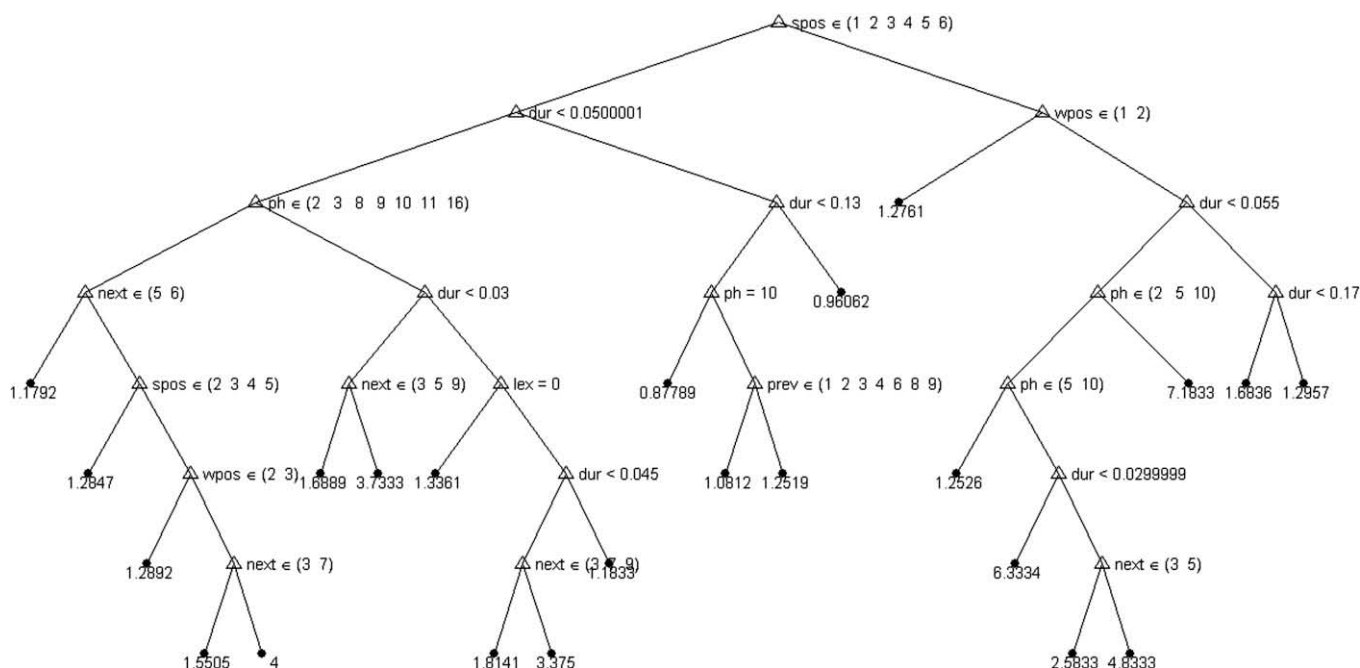 spos ∈ (1 2 3 4 5 6)
dur < 0.0500001
wpos ∈ (1 2)
ph ∈ (2 3 8 9 10 11 16)
dur < 0.13
1.2761
dur < 0.055
next ∈ (5 6)
dur < 0.03
ph = 10
0.96062
ph ∈ (2 5 10)
dur < 0.17
1.1792
spos ∈ (2 3 4 5)
next ∈ (3 5 9)
lex = 0
0.87789
prev ∈ (1 2 3 4 6 8 9)
ph ∈ (5 10)
7.1833
1.6836
1.2957
1.2847
wpos ∈ (2 3)
1.6889
3.7333
1.3361
dur < 0.045
1.0812
1.2519
1.2526
dur < 0.0299999
1.2892
next ∈ (3 7)
next ∈ (3 7 9)
1.1833
6.3334
next ∈ (3 5)
1.5505
4
1.8141
3.375
2.5833
4.8333